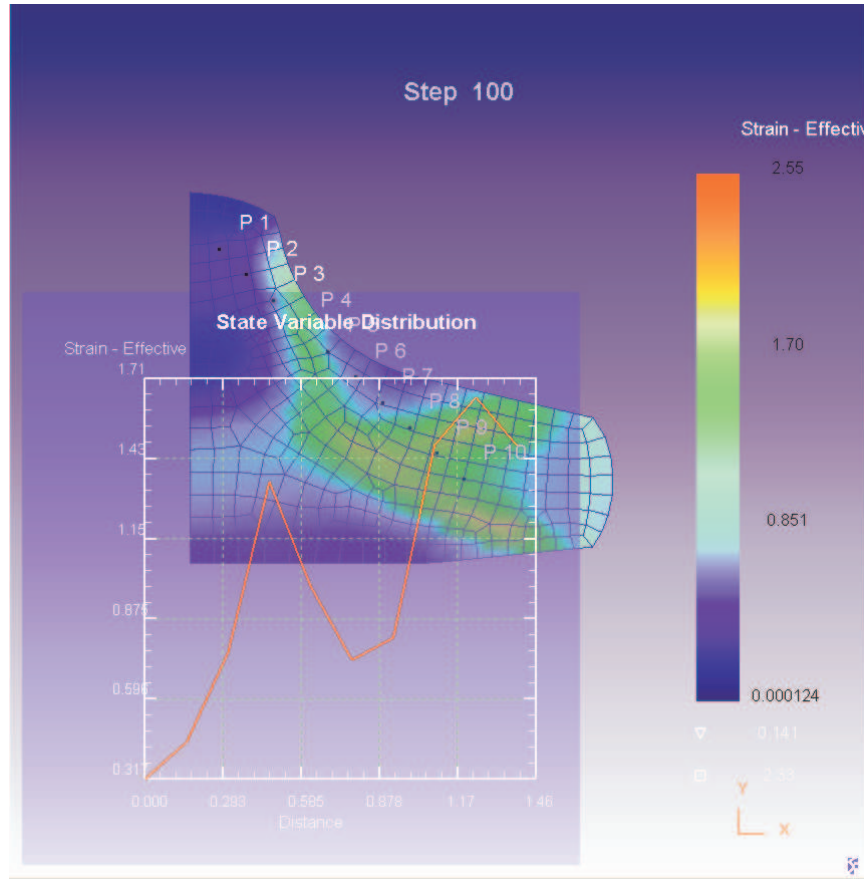 Step 100
Strain - Effectiv
2.55
P 1
P 2
P 3
P 4
State Variable Distribution
Strain - Effective
P 6
1.70
1.71
P 7
P 8
P 9
1.43
P 10
0.851
1.15
0.875
0.596
0.000124
0.141
0.317
Y
0.000
0.293
0.585
0.878
1.17
1.46
Distance
X